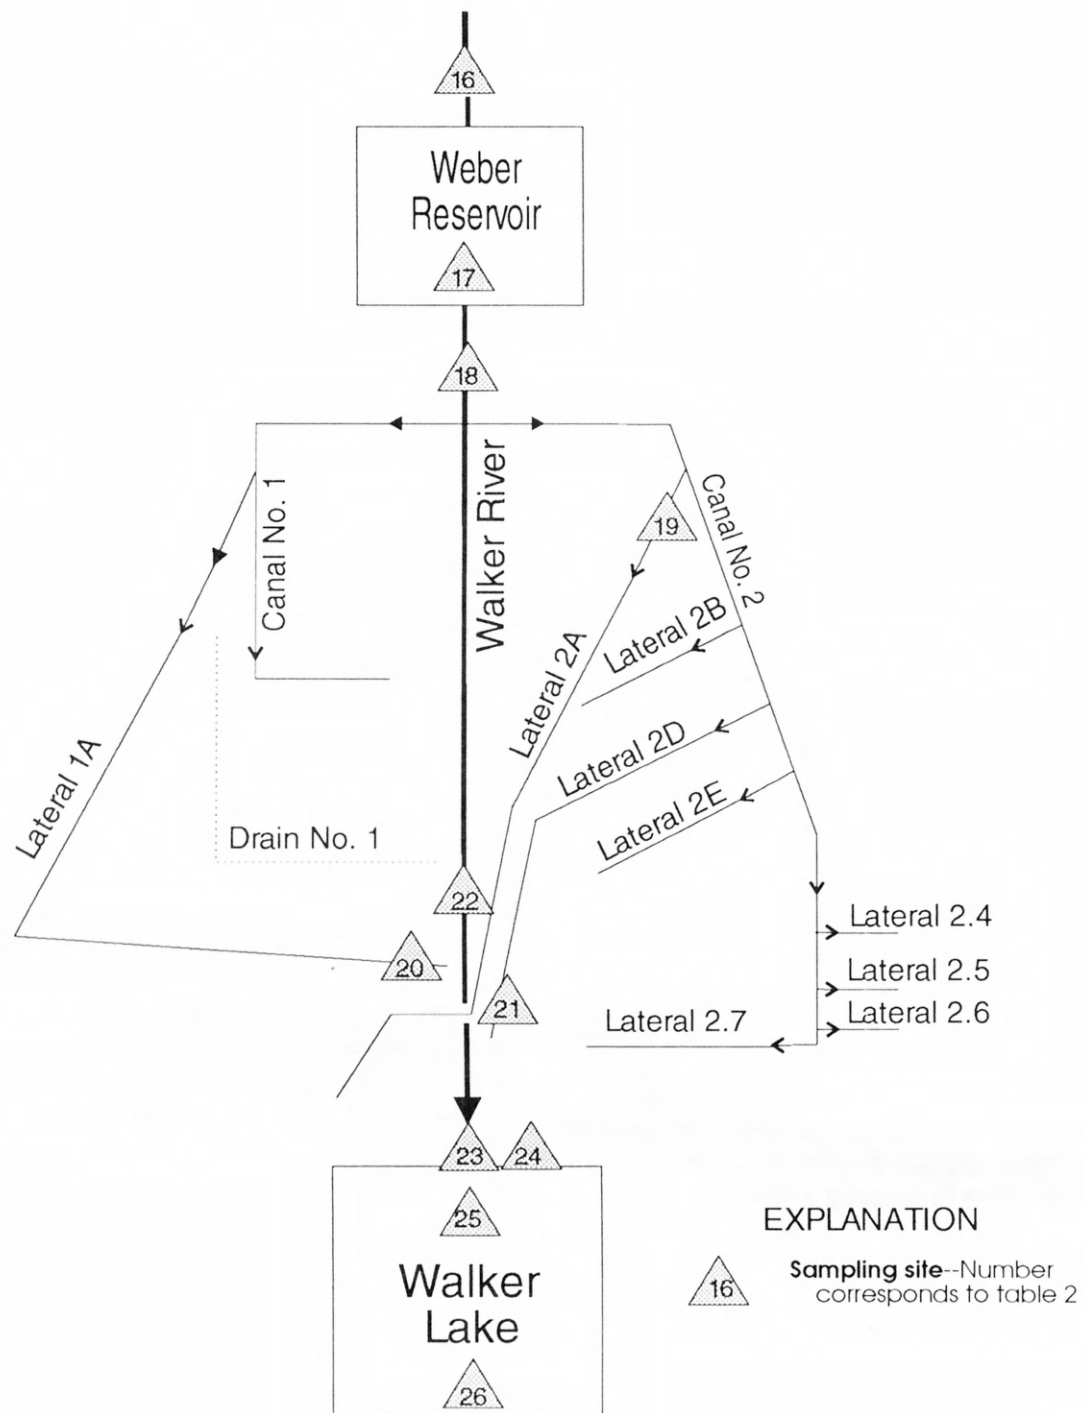 16
Weber
Reservoir
17
18
Walker River
Canal No. 1
Canal No. 2
19
Lateral 2B
Lateral 2A
Lateral 2D
Lateral 2E
Lateral 1A
Drain No. 1
22
20
21
Lateral 2.4
Lateral 2.5
Lateral 2.6
Lateral 2.7
23
24
25
Walker
Lake
26
EXPLANATION
16
Sampling site--Number
corresponds to table 2